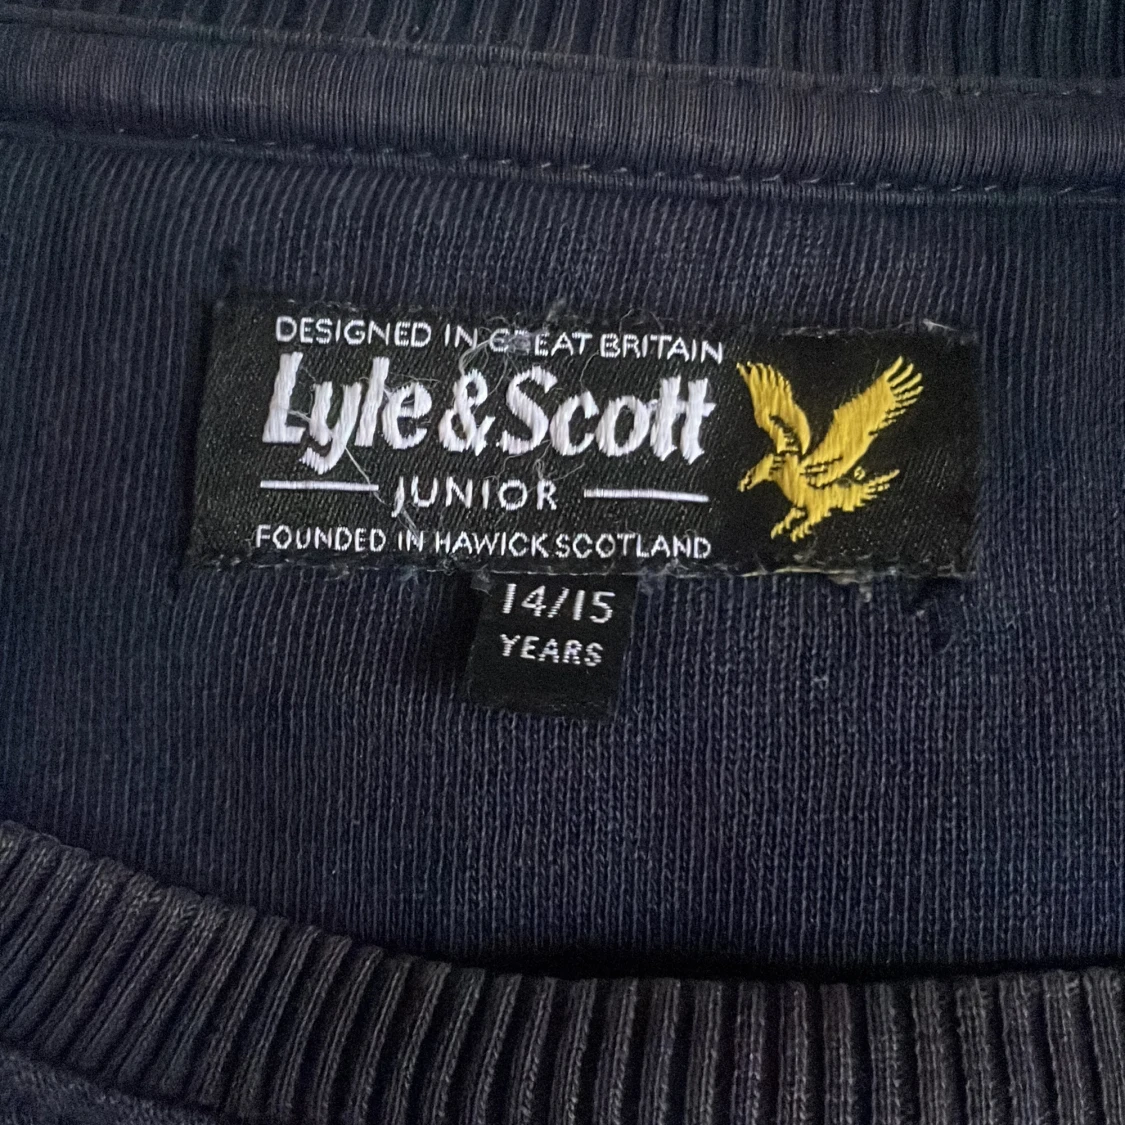 DESIGNED IN GREAT BRITAIN
Lyle & Scott
JUNIOR
FOUNDED IN HAWICK SCOTLAND
14/15
YEARS